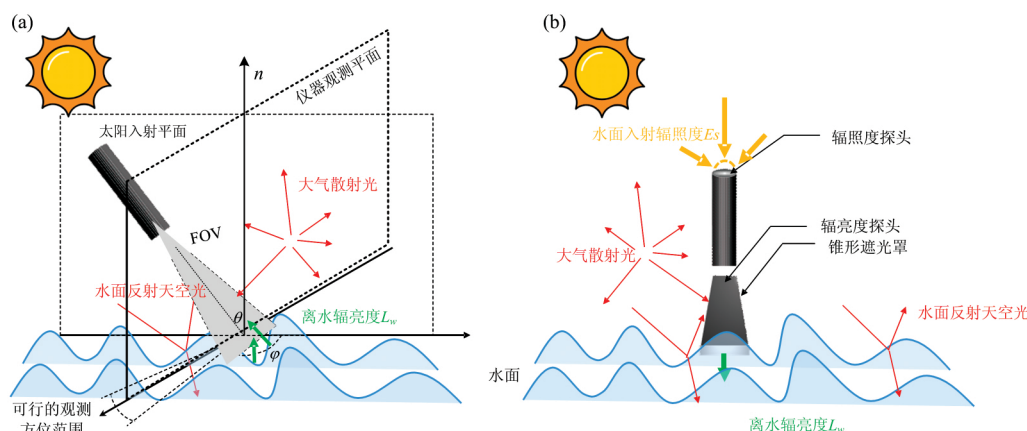 (a)
n
仪器观测平面
太阳入射平面
大气散射光
FOV
水面反射天空光
θ
离水辐亮度Lw
φ
可行的观测
方位范围
(b)
水面入射辐照度Es
辐照度探头
辐亮度探头
锥形遮光罩
大气散射光
水面反射天空光
水面
离水辐亮度Lw